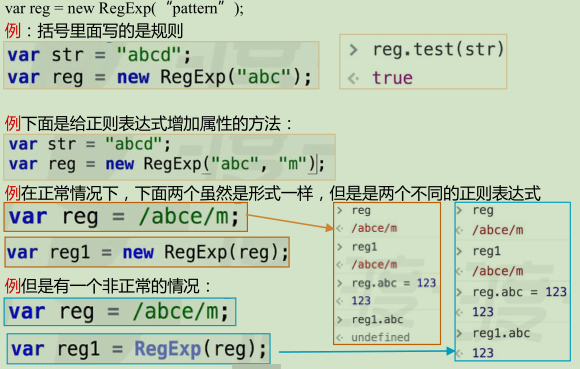 var reg = new RegExp( “pattern”);
例：括号里面写的是规则
var str = "abcd";
var reg = new RegExp("abc");
> reg.test(str)
< true
例下面是给正则表达式增加属性的方法：
var str = "abcd";
var reg = new RegExp("abc", "m");
例在正常情况下，下面两个虽然是形式一样，但是是两个不同的正则表达式
var reg = /abce/m;
var reg1 = new RegExp(reg);
> reg
< /abce/m
> reg1
< /abce/m
> reg.abc = 123
< 123
> reg1.abc
< undefined
例但是有一个非正常的情况：
var reg = /abce/m;
var reg1 = RegExp(reg);
> reg
< /abce/m
> reg1
< /abce/m
> reg.abc = 123
< 123
> reg1.abc
< 123